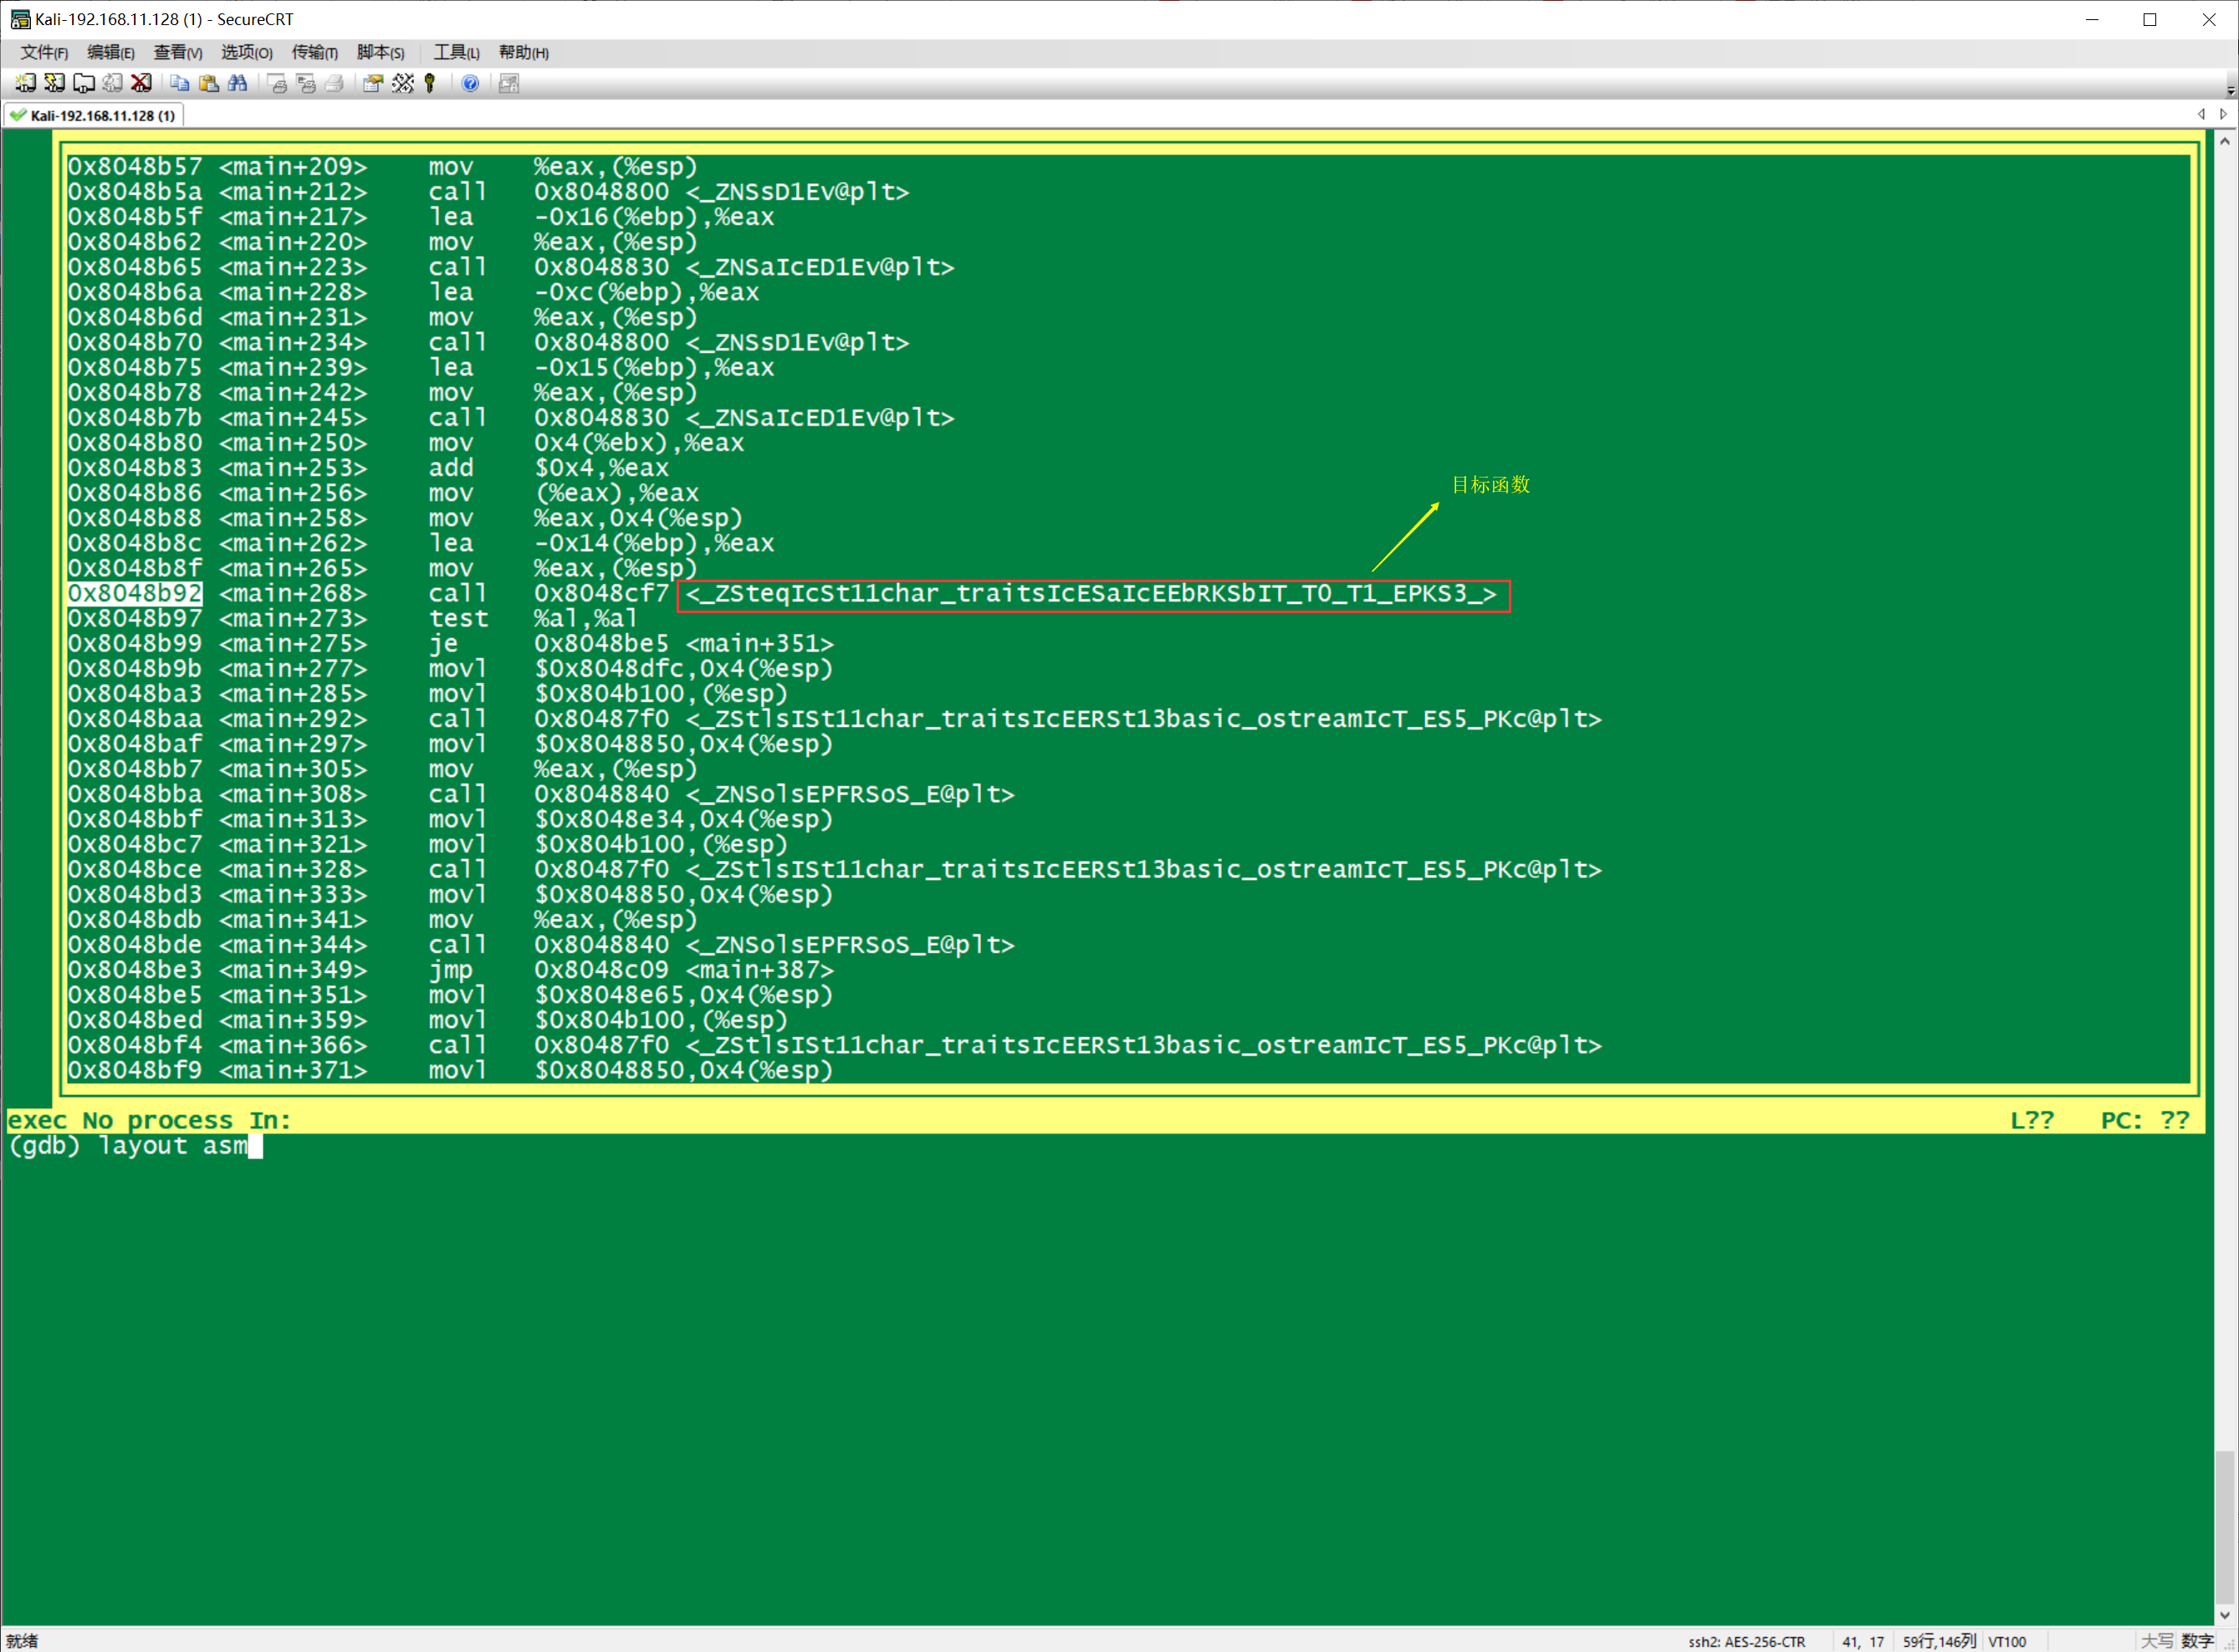 Kali-192.168.11.128 (1) - SecureCRT
文件(F) 编辑(E) 查看(V) 选项(O) 传输(T) 脚本(S) 工具(L) 帮助(H)
Kali-192.168.11.128 (1)
0x8048b57 <main+209> mov %eax,(%esp)
0x8048b5a <main+212> call 0x8048800 <_ZNSsD1Ev@plt>
0x8048b5f <main+217> lea -0x16(%ebp),%eax
0x8048b62 <main+220> mov %eax,(%esp)
0x8048b65 <main+223> call 0x8048830 <_ZNSaIcED1Ev@plt>
0x8048b6a <main+228> lea -0xc(%ebp),%eax
0x8048b6d <main+231> mov %eax,(%esp)
0x8048b70 <main+234> call 0x8048800 <_ZNSsD1Ev@plt>
0x8048b75 <main+239> lea -0x15(%ebp),%eax
0x8048b78 <main+242> mov %eax,(%esp)
0x8048b7b <main+245> call 0x8048830 <_ZNSaIcED1Ev@plt>
0x8048b80 <main+250> mov 0x4(%ebx),%eax
0x8048b83 <main+253> add $0x4,%eax
目标函数
0x8048b86 <main+256> mov (%eax),%eax
0x8048b88 <main+258> mov %eax,0x4(%esp)
0x8048b8c <main+262> lea -0x14(%ebp),%eax
0x8048b8f <main+265> mov %eax,(%esp)
0x8048b92 <main+268> call 0x8048cf7 <_ZSteqIcSt11char_traitsIcESaIcEEbRKSbIT_T0_T1_EPKS3_>
0x8048b97 <main+273> test %al,%al
0x8048b99 <main+275> je 0x8048be5 <main+351>
0x8048b9b <main+277> movl $0x8048dfc,0x4(%esp)
0x8048ba3 <main+285> movl $0x804b100,(%esp)
0x8048baa <main+292> call 0x80487f0 <_ZStlsISt11char_traitsIcEERSt13basic_ostreamIcT_ES5_PKc@plt>
0x8048baf <main+297> movl $0x8048850,0x4(%esp)
0x8048bb7 <main+305> mov %eax,(%esp)
0x8048bba <main+308> call 0x8048840 <_ZNSolsEPFRSoS_E@plt>
0x8048bbf <main+313> movl $0x8048e34,0x4(%esp)
0x8048bc7 <main+321> movl $0x804b100,(%esp)
0x8048bce <main+328> call 0x80487f0 <_ZStlsISt11char_traitsIcEERSt13basic_ostreamIcT_ES5_PKc@plt>
0x8048bd3 <main+333> movl $0x8048850,0x4(%esp)
0x8048bdb <main+341> mov %eax,(%esp)
0x8048bde <main+344> call 0x8048840 <_ZNSolsEPFRSoS_E@plt>
0x8048be3 <main+349> jmp 0x8048c09 <main+387>
0x8048be5 <main+351> movl $0x8048e65,0x4(%esp)
0x8048bed <main+359> movl $0x804b100,(%esp)
0x8048bf4 <main+366> call 0x80487f0 <_ZStlsISt11char_traitsIcEERSt13basic_ostreamIcT_ES5_PKc@plt>
0x8048bf9 <main+371> movl $0x8048850,0x4(%esp)
exec No process In: L?? PC: ??
(gdb) layout asm
就绪 ssh2: AES-256-CTR 41, 17 59行,146列 VT100 大写 数字